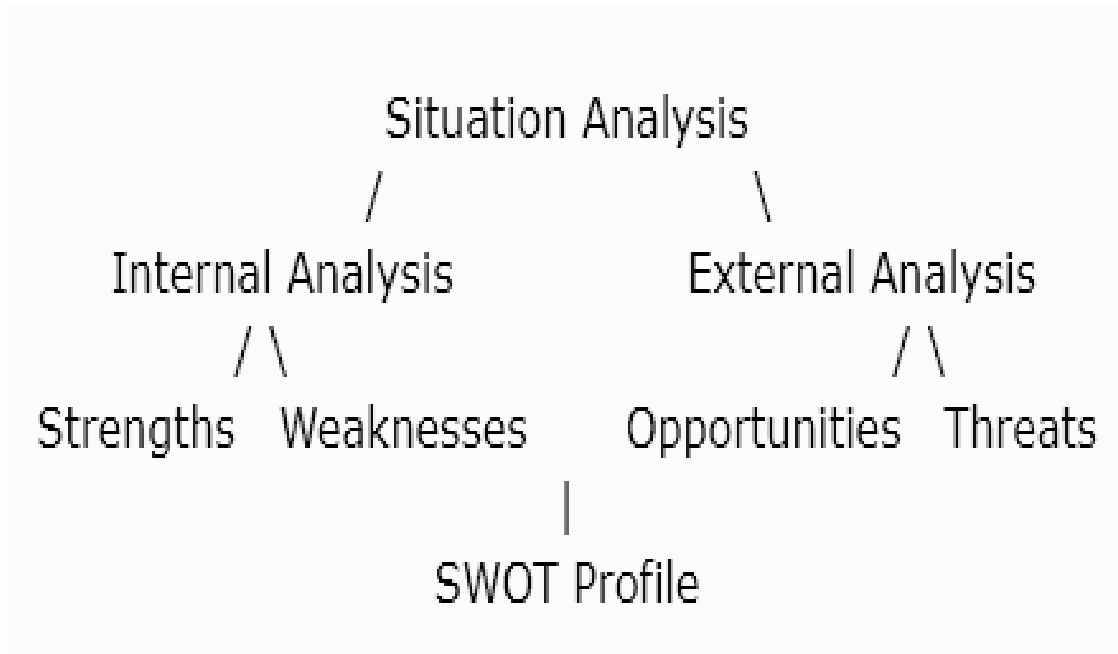 Situation Analysis
/ \
Internal Analysis External Analysis
/ \ / \
Strengths Weaknesses Opportunities Threats
|
SWOT Profile